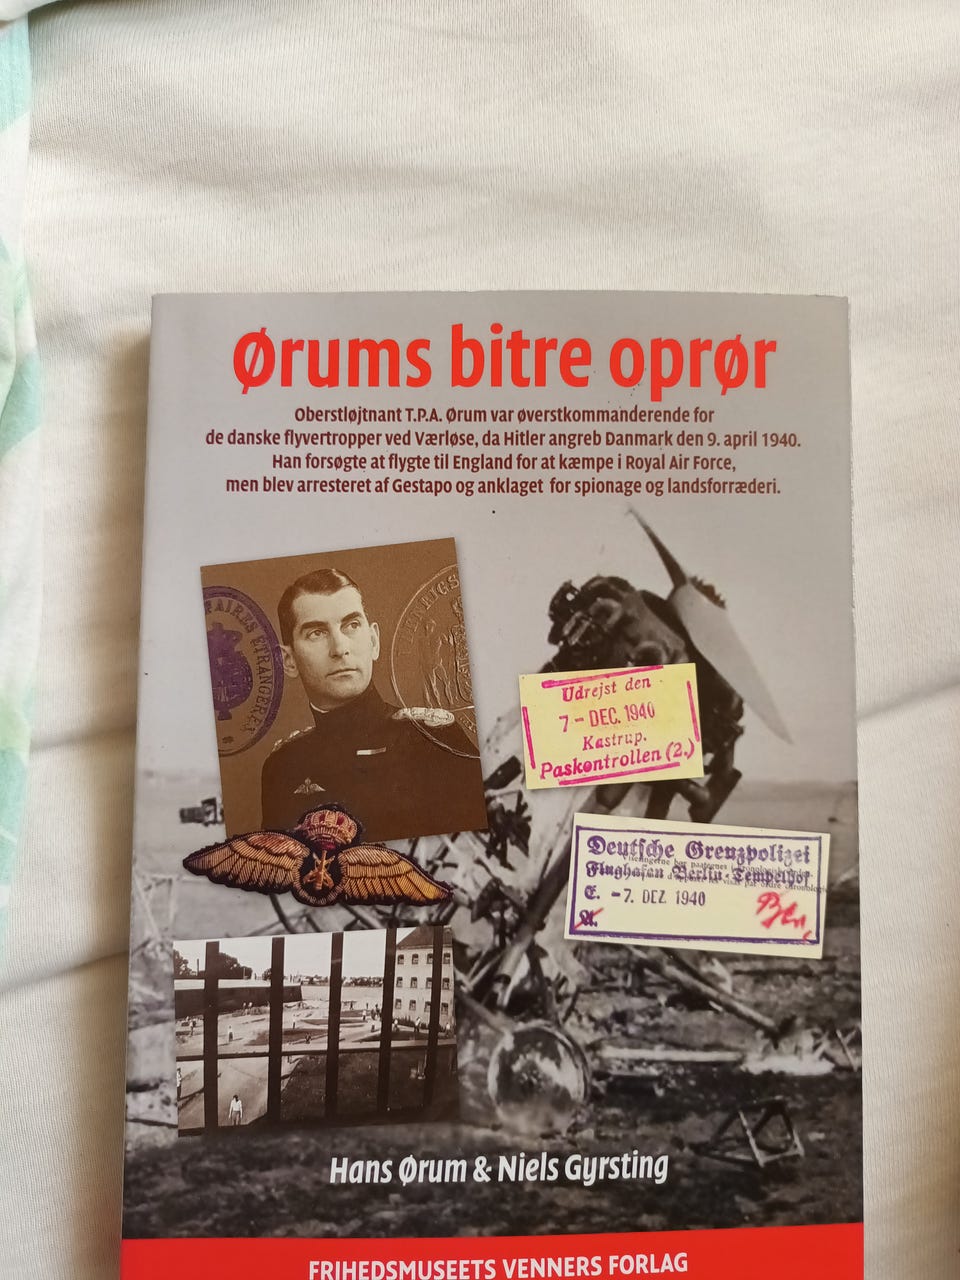 Ørums bitre oprør
Oberstløjtnant T.P.A. Ørum var øverstkommanderende for
de danske flyvertropper ved Værløse, da Hitler angreb Danmark den 9. april 1940.
Han forsøgte at flygte til England for at kæmpe i Royal Air Force,
men blev arresteret af Gestapo og anklaget for spionage og landsforræderi.
AIRES ETRANGERES
Udrejst den
7 - DEC. 1940
Kastrup.
Paskontrollen (2.)
Deutsche Grenzpolizei
Flughafen Berlin-Tempelhof
E. -7. DEZ. 1940
A.
Hans Ørum & Niels Gyrsting
FRIHEDSMUSEETS VENNERS FORLAG